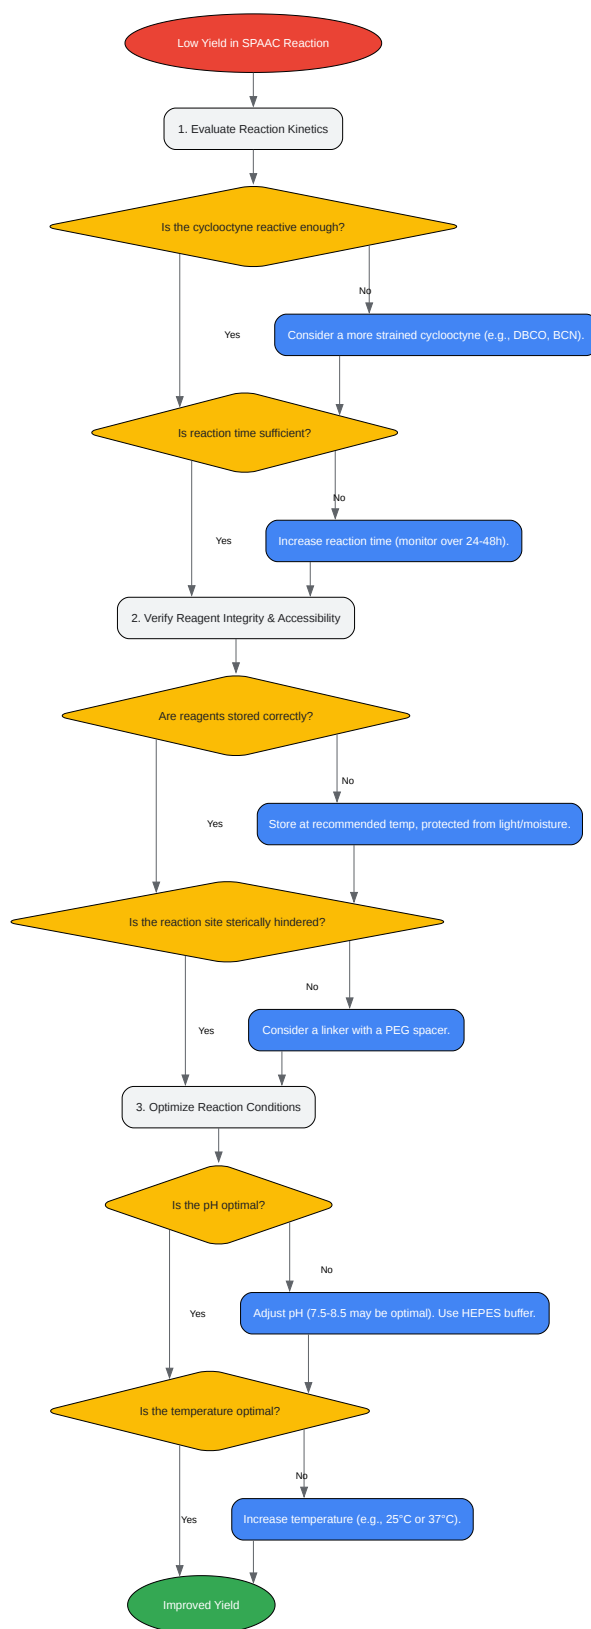 Low Yield in SPAAC Reaction
1. Evaluate Reaction Kinetics
Is the cyclooctyne reactive enough?
No
Yes
Consider a more strained cyclooctyne (e.g., DBCO, BCN).
Is reaction time sufficient?
No
Yes
Increase reaction time (monitor over 24-48h).
2. Verify Reagent Integrity & Accessibility
Are reagents stored correctly?
No
Yes
Store at recommended temp, protected from light/moisture.
Is the reaction site sterically hindered?
No
Yes
Consider a linker with a PEG spacer.
3. Optimize Reaction Conditions
Is the pH optimal?
No
Yes
Adjust pH (7.5-8.5 may be optimal). Use HEPES buffer.
Is the temperature optimal?
No
Yes
Increase temperature (e.g., 25°C or 37°C).
Improved Yield